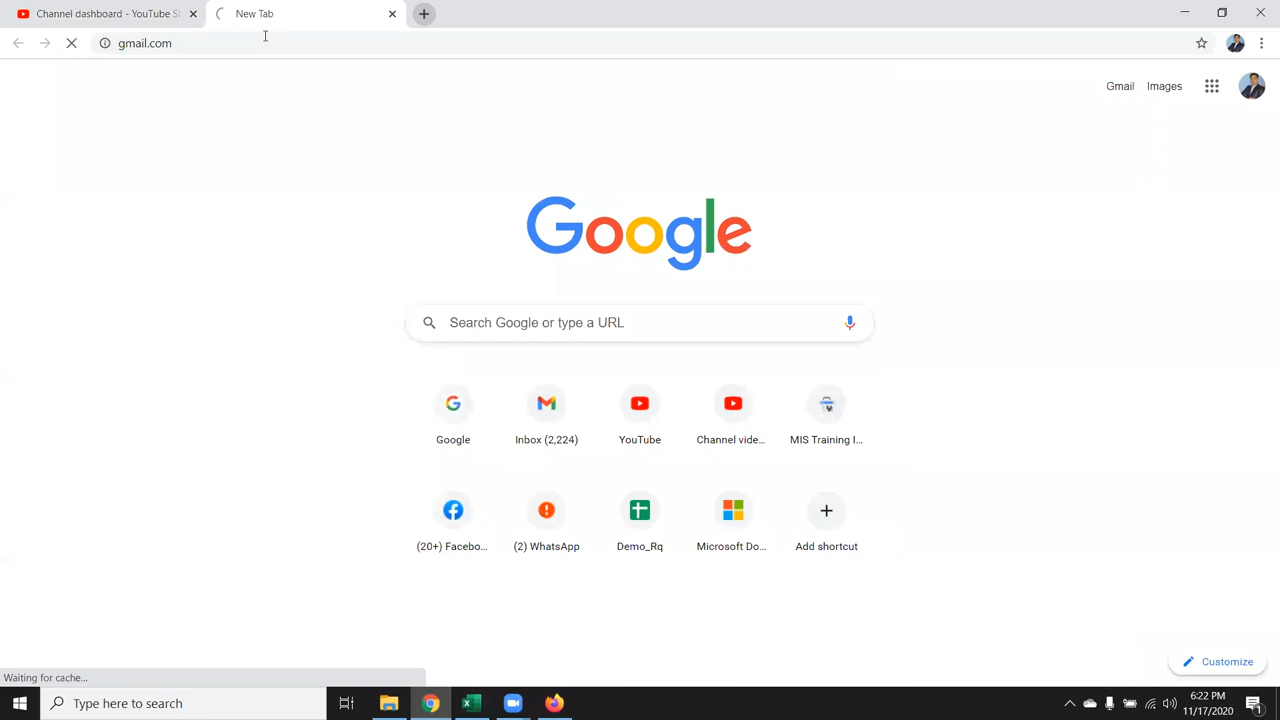 Channel dashboard - YouTube St
New Tab
gmail.com
Gmail Images
Google
Search Google or type a URL
Google Inbox (2,224) YouTube Channel vide... MIS Training I...
(20+) Facebo... (2) WhatsApp Demo_Rq Microsoft Do... Add shortcut
Customize
Waiting for cache...
Type here to search
6:22 PM
11/17/2020
1